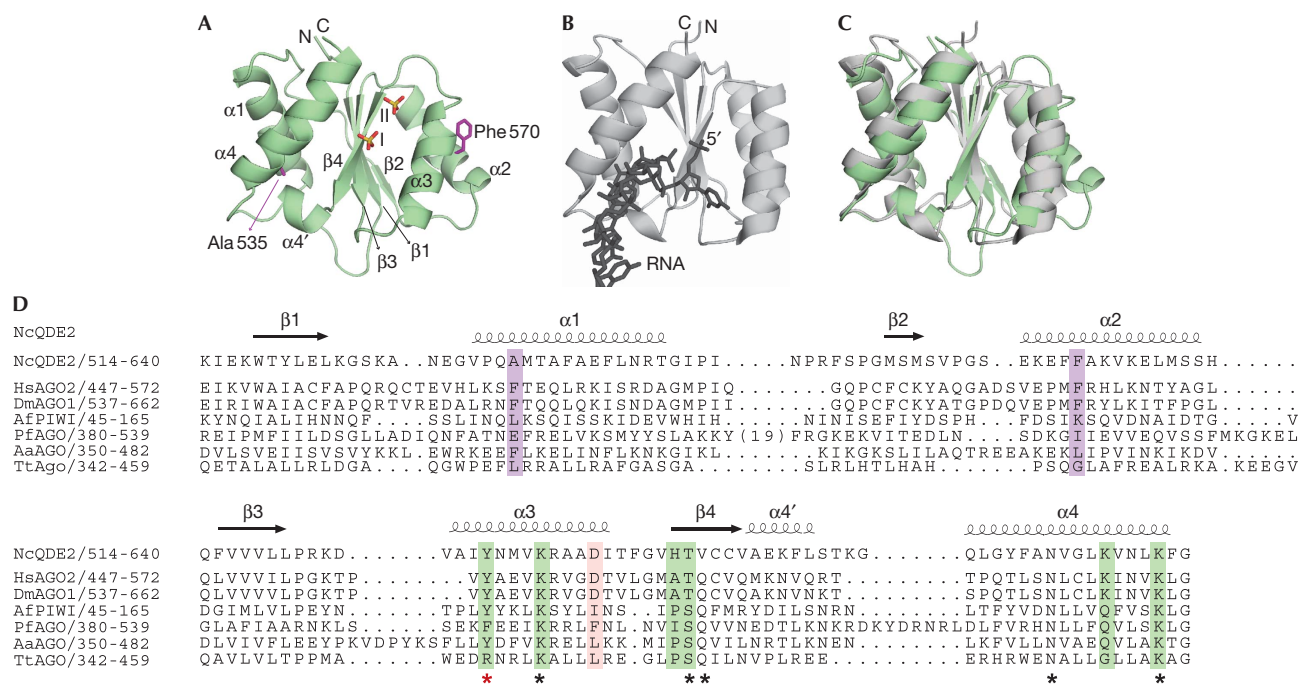 A
B
C
N C
C N
α1
α4
II
I
β4
β2
α3
Phe 570
α2
Ala 535
α4′
β3
β1
5′
RNA
D
NcQDE2 β1 α1 β2 α2
NcQDE2/514-640 KIEKWTYLELKGSKA..NEGVPQAMTAFAEFLNRTGIPI.....NPRFSPGMSMSVPGS..EKEFFAKVKELMSSH......
HsAGO2/447-572 EIKVWAIACFAPQRQCTEVHLKSFTEQLRKISRDAGMPIQ........GQPCFCKYAQGADSVEPMFRHLKNTYAGL.......
DmAGO1/537-662 EIRIWAIACFAPQRTVREDALRNFTQQLQKISNDAGMPII........GQPCFCKYATGPDQVEPMFRYLKITFPGL.......
AfPIWI/45-165 KYNQIALIHNNQF....SSLINQLKSQISSKIDEVWHIH.......NINISEFIYDSPH...FDSIKSQVDNAIDTG......V
PfAGO/380-539 REIPMFIILDSGLLADIQNFATNEFRELVKSMYYSLAKKY(19)FRGKEKVITEDLN....SDKGIIEVVEQVSSFMKGKEL
AaAGO/350-482 DVLSVEIISVSVYKKL.EWRKEEFLKELINFLKNKGIKL.....KIKGKSLILAQTREEAKEKLIPVINKIKDV......V
TtAgo/342-459 QETALALLRLDGA....QGWPEFLRRALLRAFGASGA.......SLRLHTLHAH......PSQGLAFREALRKA.KEEGV
β3 α3 β4 α4′ α4
NcQDE2/514-640 QFVVVLLPRKD.......VAIYNMVKRAADITFGVHTVCCVAEKFLSTKG........QLGYFANVGLKVNLKFG
HsAGO2/447-572 QLVVVILPGKTP.......VYAEVKRVGDTVLGMATQCVQMKNVQRT..........TPQTLSNLCLKINVKLG
DmAGO1/537-662 QLVVVVLPGKTP.......VYAEVKRVGDTVLGMATQCVQAKNVNKT..........SPQTLSNLCLKINVKLG
AfPIWI/45-165 DGIMLVLPEYN........TPLYYKLKSYLINS..IPSQFMRYDILSNRN........LTFYVDNLLVQFVSKLG
PfAGO/380-539 GLAFIAARNKLS.......SEKFEEIKRRLFNL..NVISQVVNEDTLKNKRDKYDRNRLDLFVRHNLLFQVLSKLG
AaAGO/350-482 DLVIVFLEEYPKVDPYKSFLLYDFVKRELLKK..MIPSQVILNRTLKNEN........LKFVLLNVAEQVLAKTG
TtAGO/342-459 QAVLVLTPPMA........WEDRNRLKALLLRE.GLPSQILNVPLREE..........ERHRWENALLGLLAKAG
* * * * * *